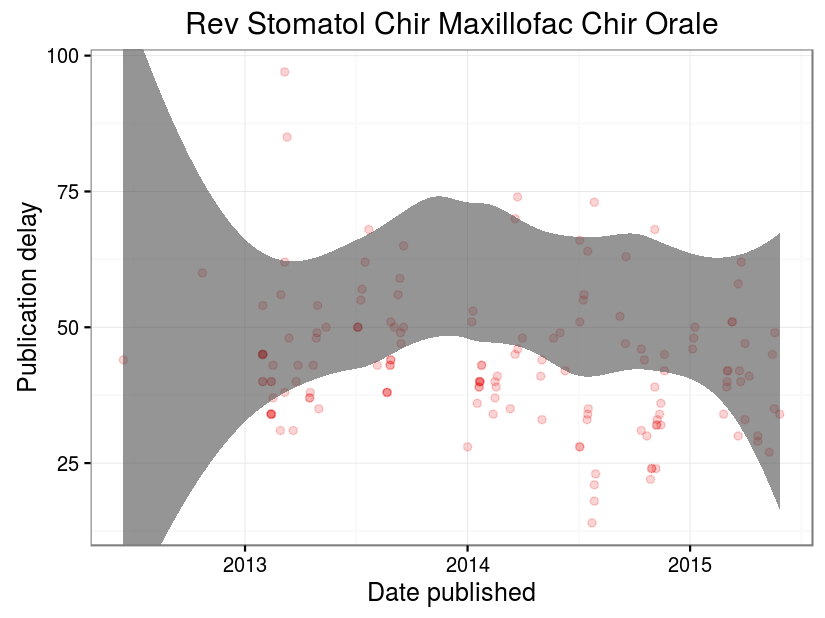 Rev Stomatol Chir Maxillofac Chir Orale
100
75
50
25
Publication delay
2013 2014 2015
Date published